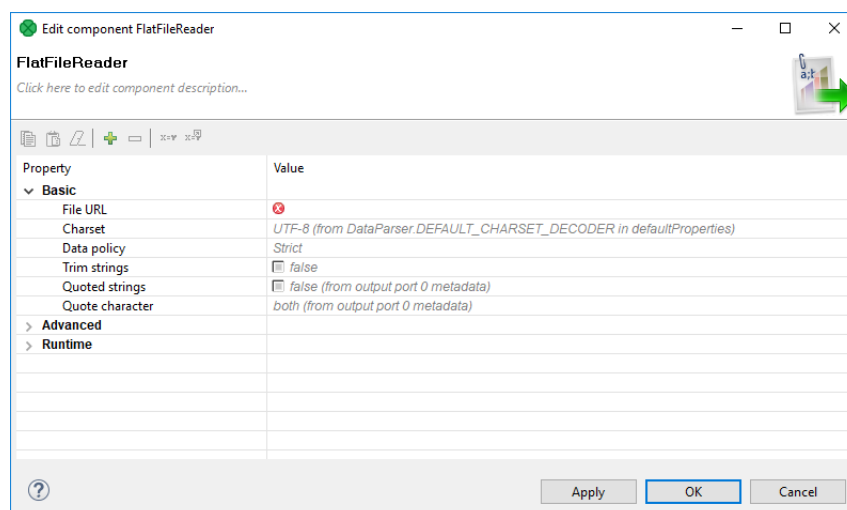 Edit component FlatFileReader
FlatFileReader
Click here to edit component description...
a;t
x=▾ x=
Property Value
Basic
File URL
Charset UTF-8 (from DataParser.DEFAULT_CHARSET_DECODER in defaultProperties)
Data policy Strict
Trim strings false
Quoted strings false (from output port 0 metadata)
Quote character both (from output port 0 metadata)
Advanced
Runtime
? Apply OK Cancel